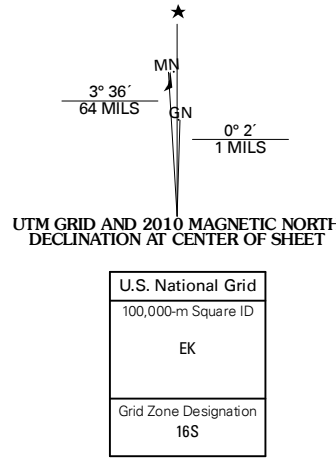 MN
3° 36´
64 MILS
GN
0° 2´
1 MILS
UTM GRID AND 2010 MAGNETIC NORTH
DECLINATION AT CENTER OF SHEET
U.S. National Grid
100,000-m Square ID
EK
Grid Zone Designation
16S